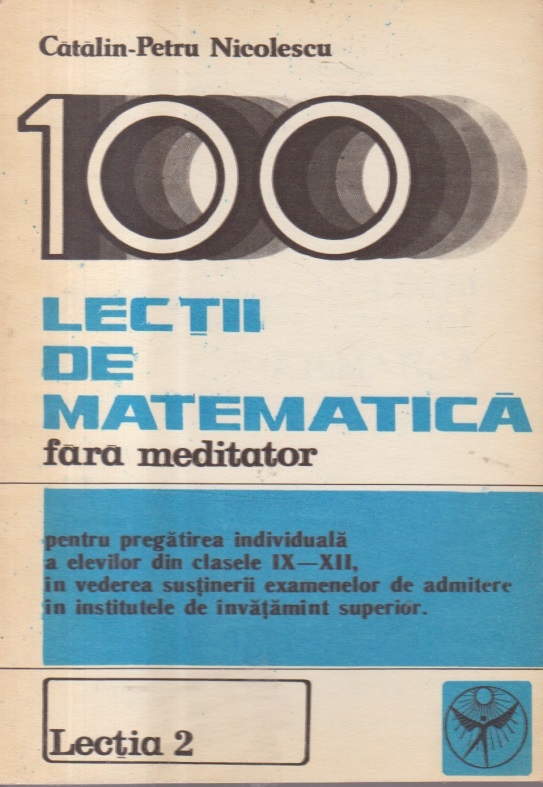 Cătălin-Petru Nicolescu
100
LECȚII
DE
MATEMATICĂ
fără meditator
pentru pregătirea individuală
a elevilor din clasele IX—XII,
în vederea susținerii examenelor de admitere
în institutele de învățămînt superior.
Lecția 2